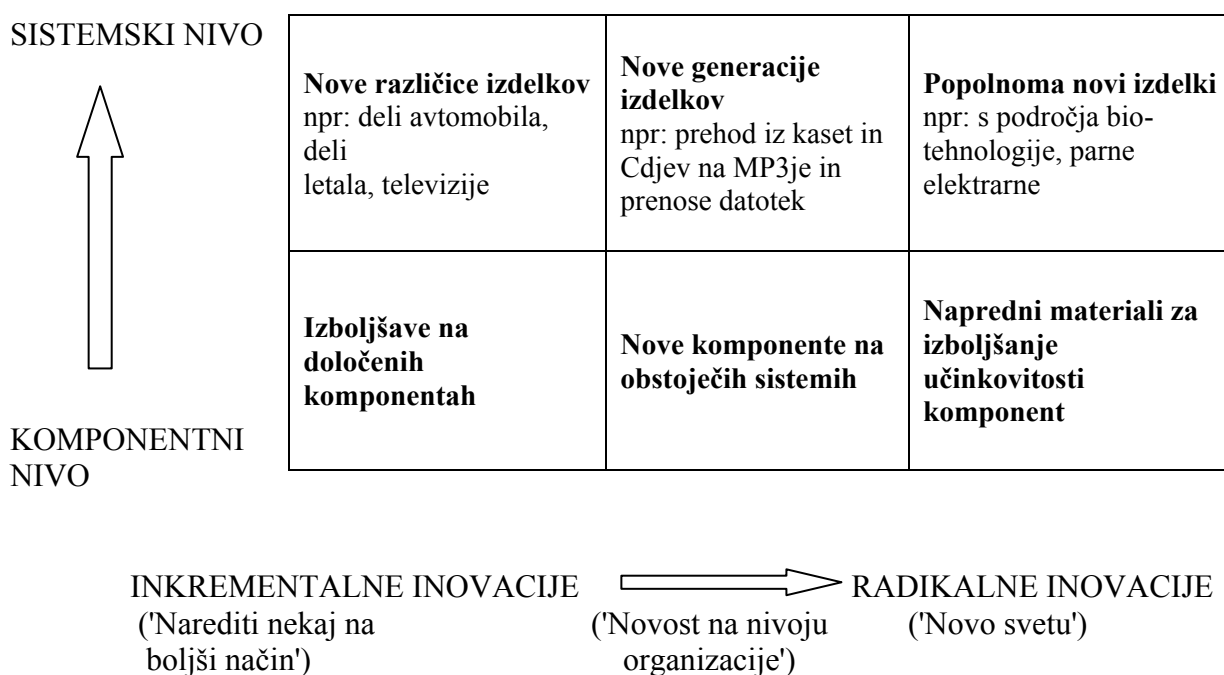 SISTEMSKI NIVO
Nove različice izdelkov
npr: deli avtomobila,
deli
letala, televizije
Nove generacije
izdelkov
npr: prehod iz kaset in
Cdjev na MP3je in
prenose datotek
Popolnoma novi izdelki
npr: s področja bio-
tehnologije, parne
elektrarne
Izboljšave na
določenih
komponentah
Nove komponente na
obstoječih sistemih
Napredni materiali za
izboljšanje
učinkovitosti
komponent
KOMPONENTNI
NIVO
INKREMENTALNE INOVACIJE
('Narediti nekaj na
boljši način')
('Novost na nivoju
organizacije')
RADIKALNE INOVACIJE
('Novo svetu')